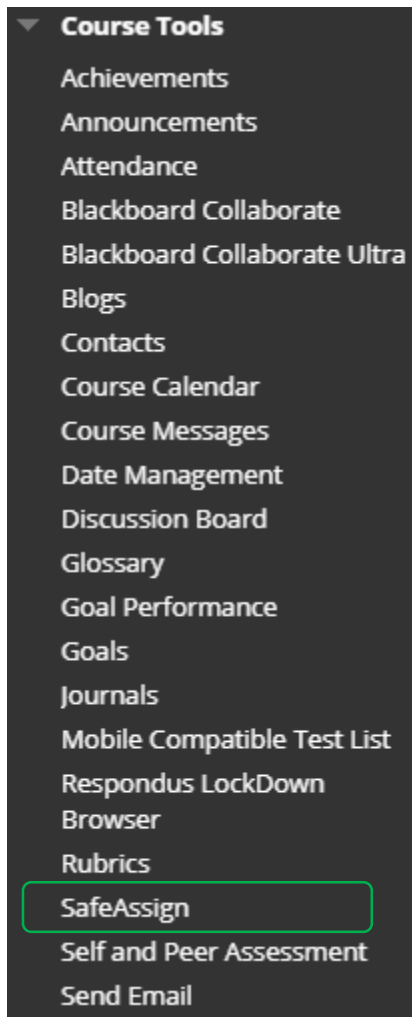 Course Tools
Achievements
Announcements
Attendance
Blackboard Collaborate
Blackboard Collaborate Ultra
Blogs
Contacts
Course Calendar
Course Messages
Date Management
Discussion Board
Glossary
Goal Performance
Goals
Journals
Mobile Compatible Test List
Respondus LockDown
Browser
Rubrics
SafeAssign
Self and Peer Assessment
Send Email